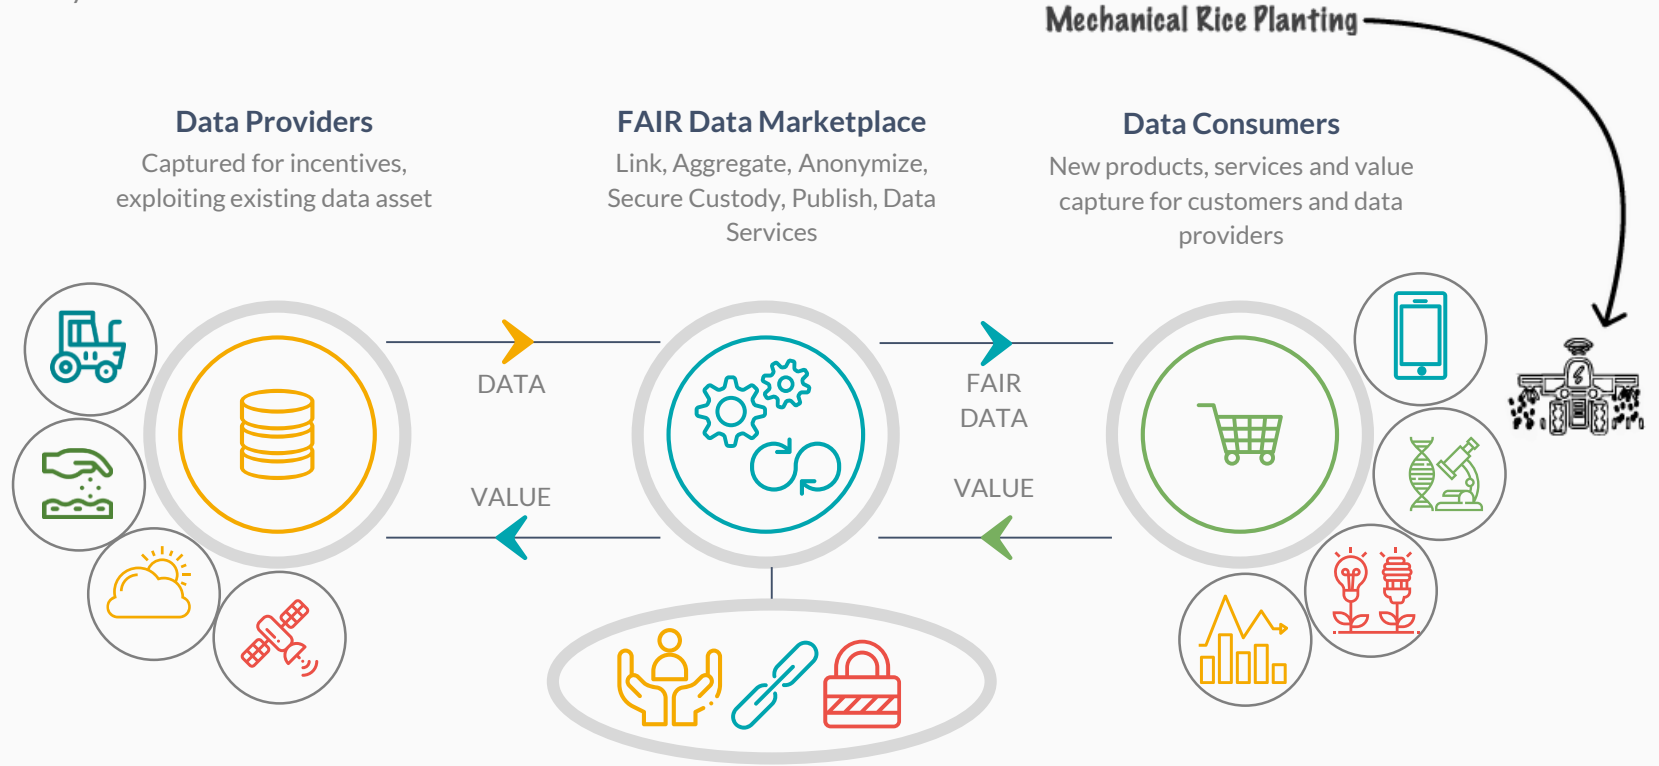 Mechanical Rice Planting
Data Providers
Captured for incentives,
exploiting existing data asset
FAIR Data Marketplace
Link, Aggregate, Anonymize,
Secure Custody, Publish, Data
Services
Data Consumers
New products, services and value
capture for customers and data
providers
DATA
FAIR
DATA
VALUE
VALUE